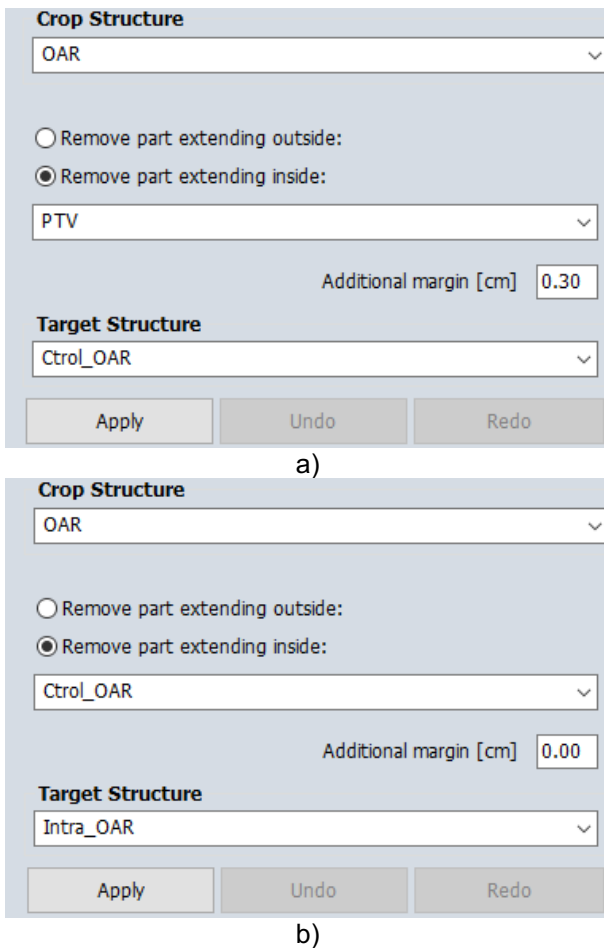 Crop Structure
OAR
Remove part extending outside:
Remove part extending inside:
PTV
Additional margin [cm] 0.30
Target Structure
Ctrol_OAR
Apply Undo Redo
a)
Crop Structure
OAR
Remove part extending outside:
Remove part extending inside:
Ctrol_OAR
Additional margin [cm] 0.00
Target Structure
Intra_OAR
Apply Undo Redo
b)